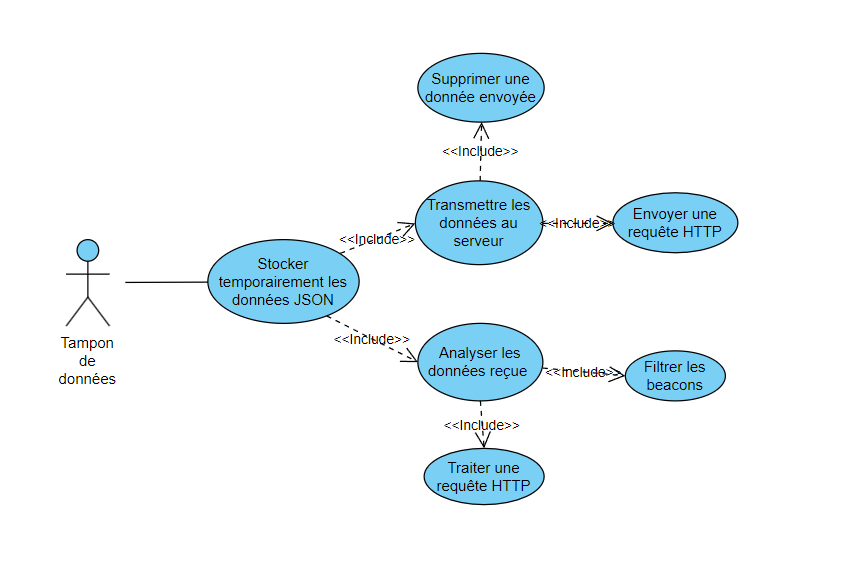 Supprimer une
donnée envoyée
<<Include>>
Transmettre les
données au
serveur
<<Include>>
Envoyer une
requête HTTP
<<Include>>
Stocker
temporairement les
données JSON
Tampon
de
données
<<Include>>
Analyser les
données reçue
<<Include>>
Filtrer les
beacons
<<Include>>
Traiter une
requête HTTP